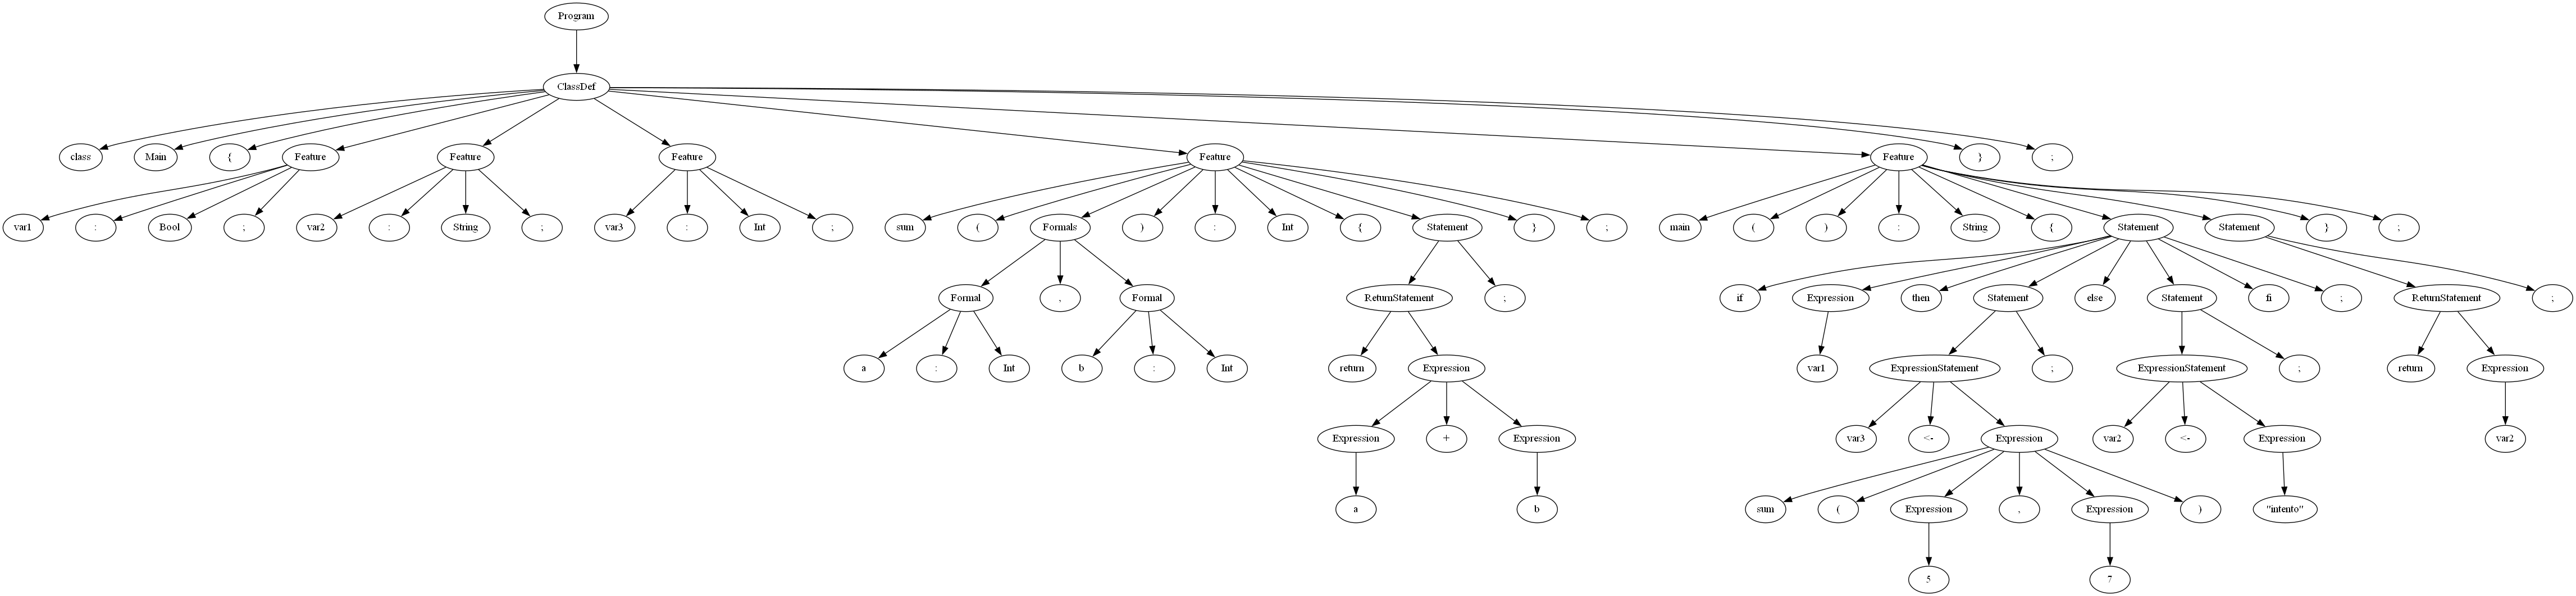 Program
ClassDef
class Main { Feature Feature Feature Feature Feature } ;
var1 : Bool ; var2 : String ; var3 : Int ; sum ( Formals ) : Int { Statement } ; main ( ) : String { Statement Statement } ;
Formal , Formal ReturnStatement ; if Expression then Statement else Statement fi ; ReturnStatement ;
a : Int b : Int return Expression var1 ExpressionStatement ; ExpressionStatement ; return Expression
Expression + Expression var3 <- Expression var2 <- Expression var2
a b sum ( Expression , Expression ) "intento"
5 7